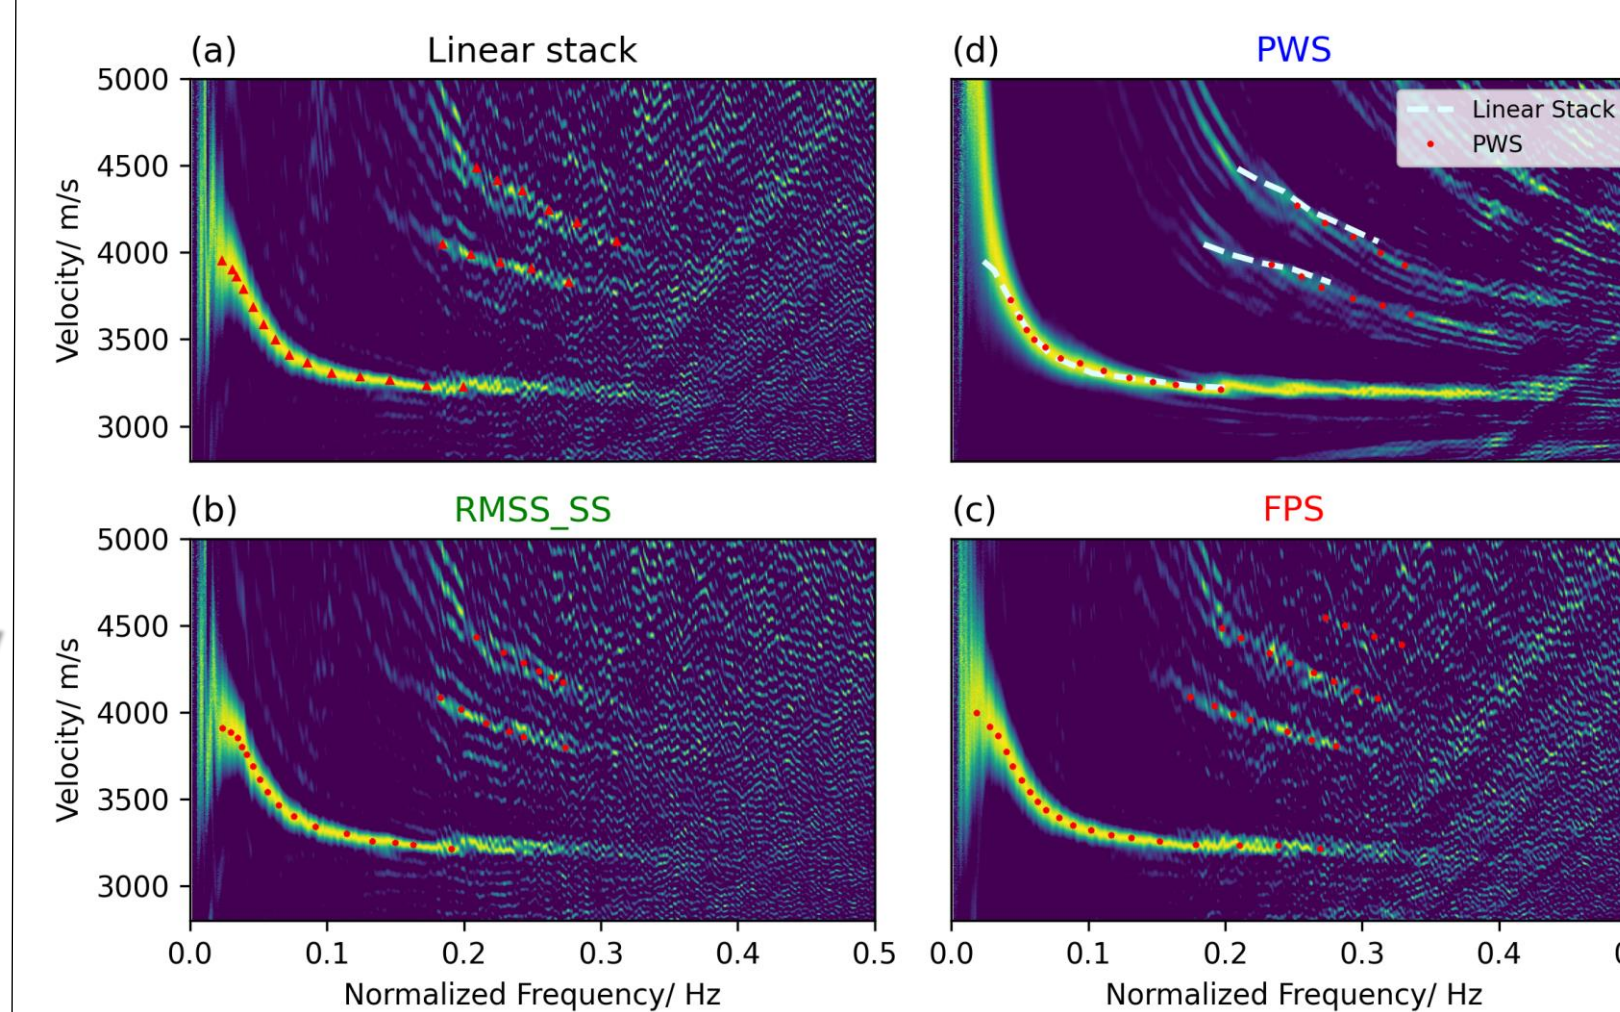 (a) Linear stack
5000
4500
4000
3500
3000
Velocity/ m/s
(d) PWS
Linear Stack
PWS
(b) RMSS_SS
5000
4500
4000
3500
3000
Velocity/ m/s
0.0 0.1 0.2 0.3 0.4 0.5
Normalized Frequency/ Hz
(c) FPS
0.0 0.1 0.2 0.3 0.4
Normalized Frequency/ Hz